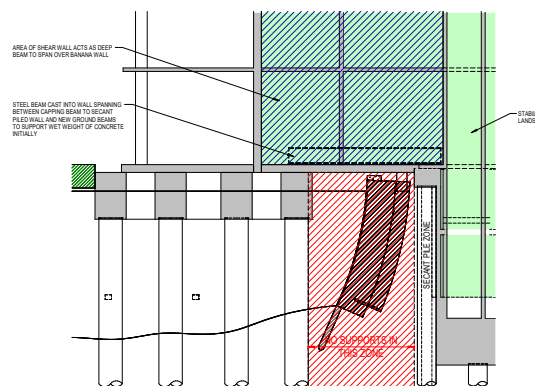 AREA OF SHEAR WALL ACTS AS DEEP
BEAM TO SPAN OVER BANANA WALL
STEEL BEAM CAST INTO WALL SPANNING
BETWEEN CAPPING BEAM TO SECANT
PILED WALL AND NEW GROUND BEAMS
TO SUPPORT WET WEIGHT OF CONCRETE
INITIALLY
STABIL
LANDS
SECANT PILE ZONE
NO SUPPORTS IN
THIS ZONE